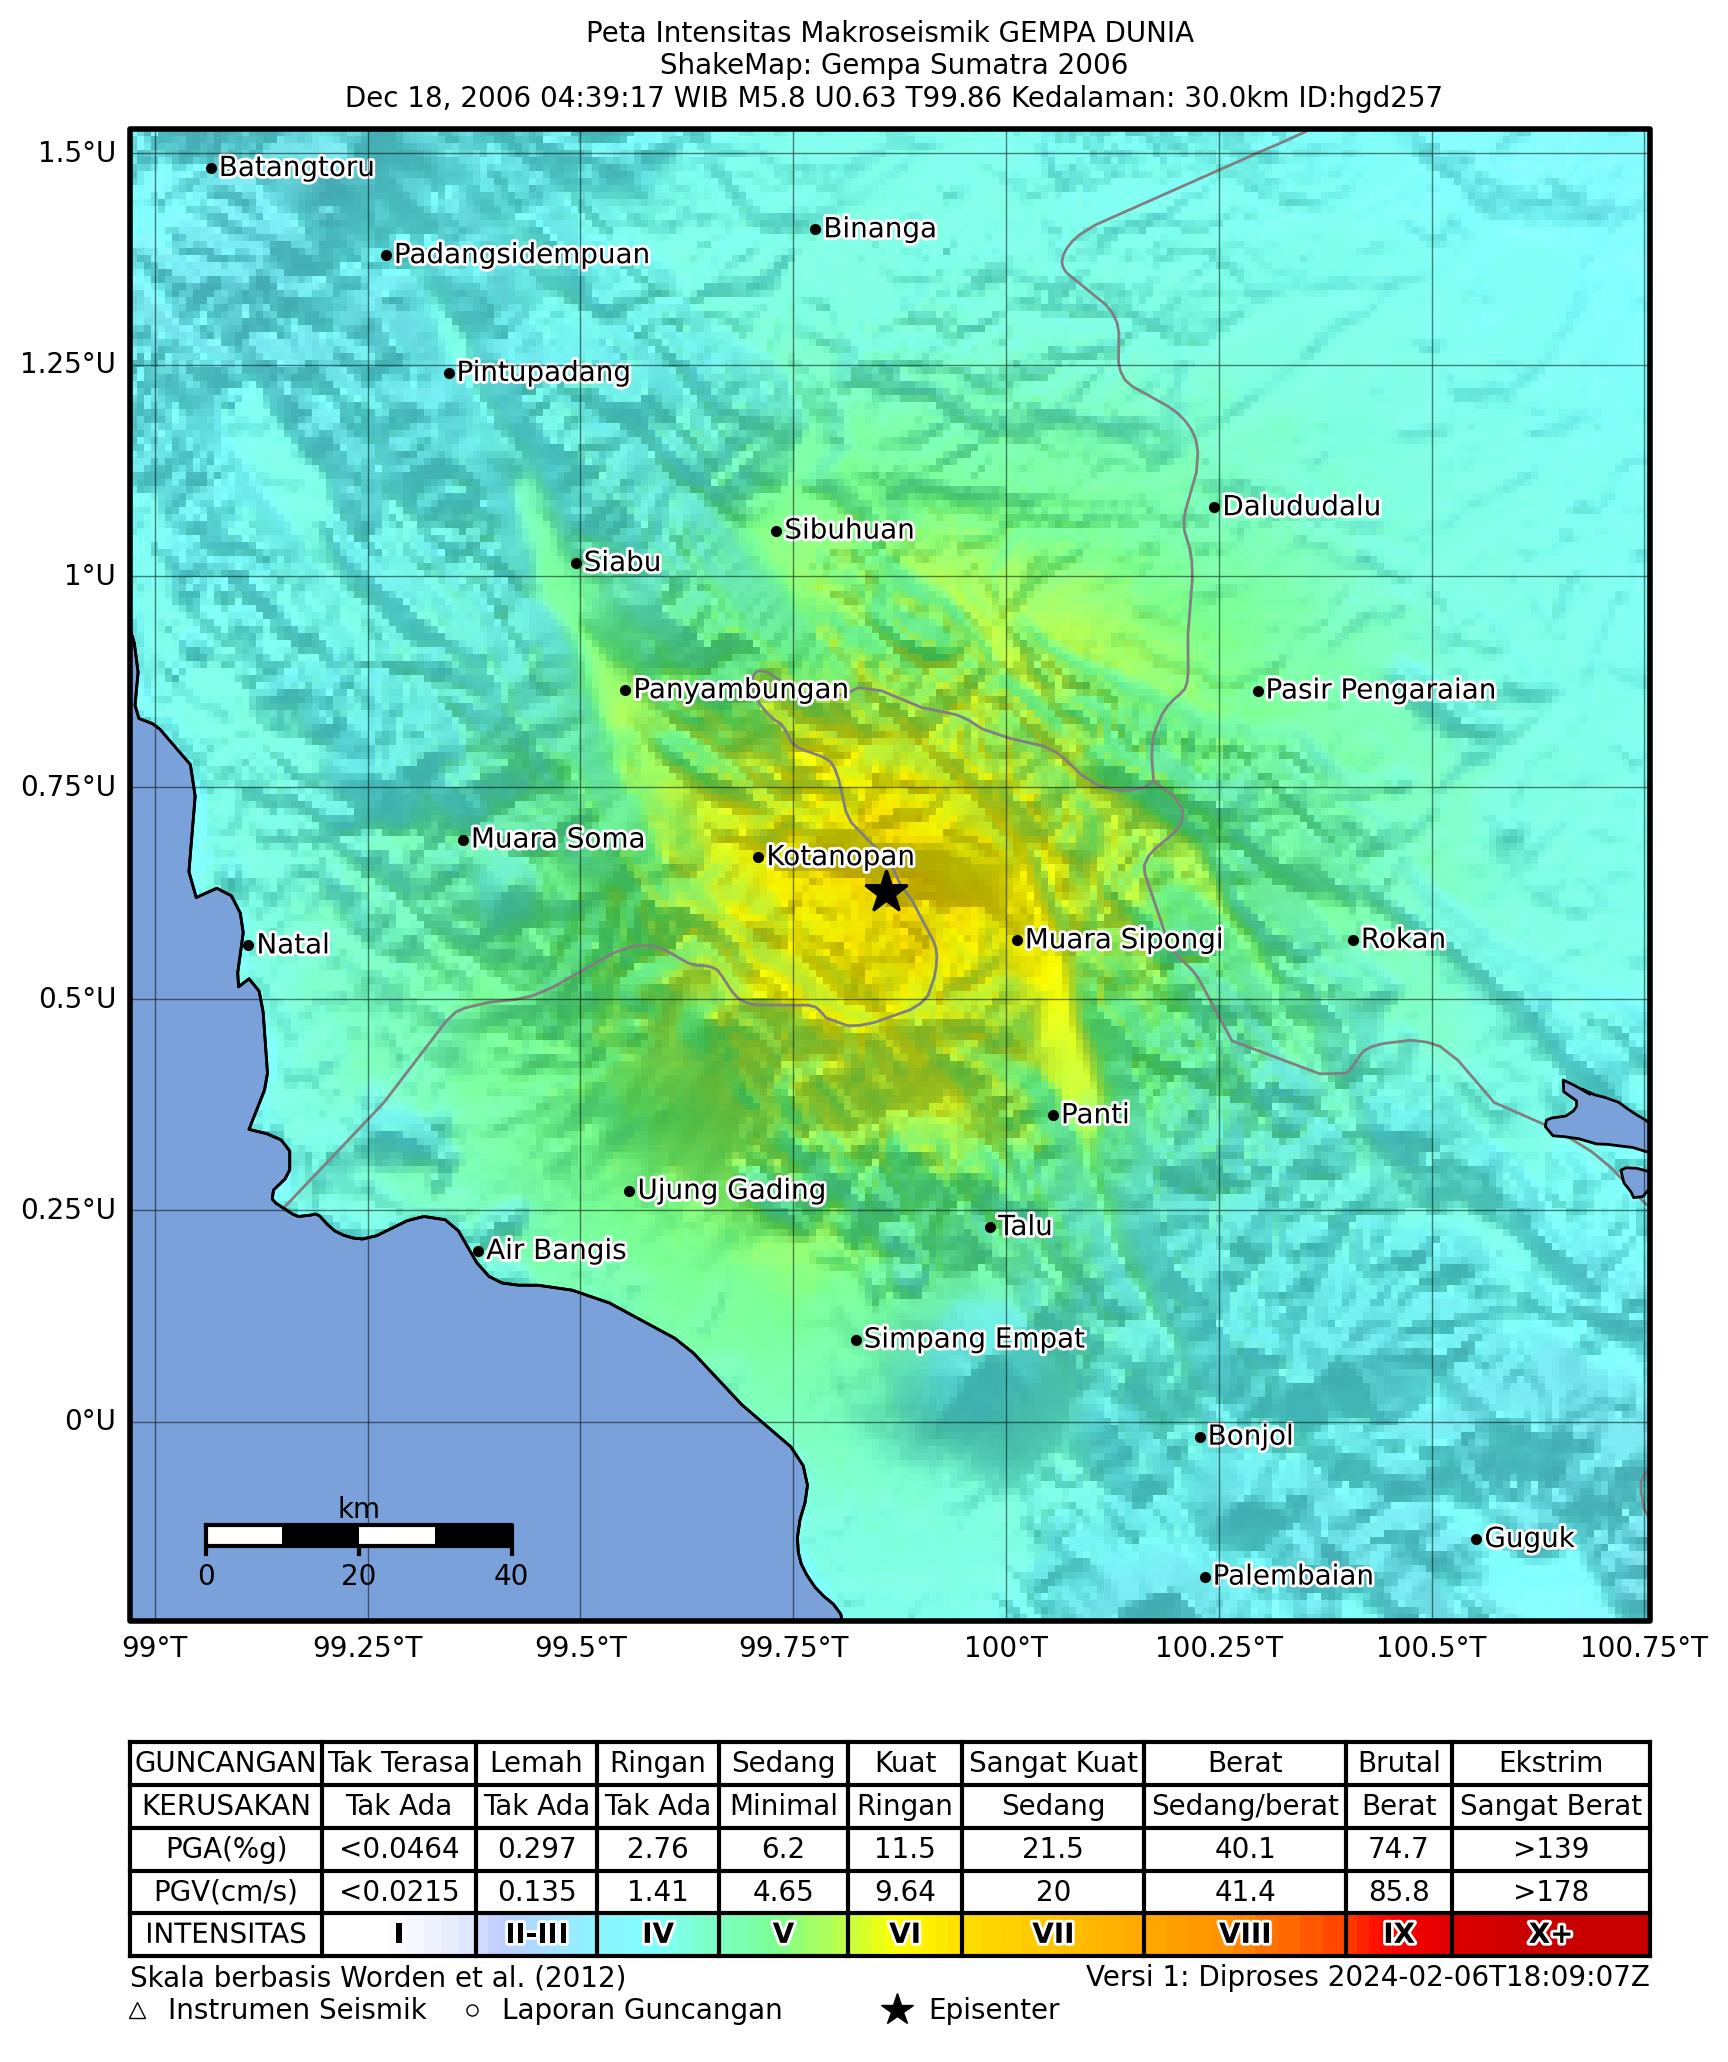 Peta Intensitas Makroseismik GEMPA DUNIA
ShakeMap: Gempa Sumatra 2006
Dec 18, 2006 04:39:17 WIB M5.8 U0.63 T99.86 Kedalaman: 30.0km ID:hgd257
1.5°U
Batangtoru
Binanga
Padangsidempuan
1.25°U
Pintupadang
Dalududalu
Sibuhuan
Siabu
1°U
Panyambungan
Pasir Pengaraian
0.75°U
Muara Soma
Kotanopan
Natal
Muara Sipongi
Rokan
0.5°U
Panti
Ujung Gading
0.25°U
Talu
Air Bangis
Simpang Empat
0°U
Bonjol
km
Guguk
0 20 40
Palembaian
99°T 99.25°T 99.5°T 99.75°T 100°T 100.25°T 100.5°T 100.75°T
GUNCANGAN Tak Terasa Lemah Ringan Sedang Kuat Sangat Kuat Berat Brutal Ekstrim
KERUSAKAN Tak Ada Tak Ada Tak Ada Minimal Ringan Sedang Sedang/berat Berat Sangat Berat
PGA(%g) <0.0464 0.297 2.76 6.2 11.5 21.5 40.1 74.7 >139
PGV(cm/s) <0.0215 0.135 1.41 4.65 9.64 20 41.4 85.8 >178
INTENSITAS I II-III IV V VI VII VIII IX X+
Skala berbasis Worden et al. (2012) Versi 1: Diproses 2024-02-06T18:09:07Z
Instrumen Seismik Laporan Guncangan Episenter